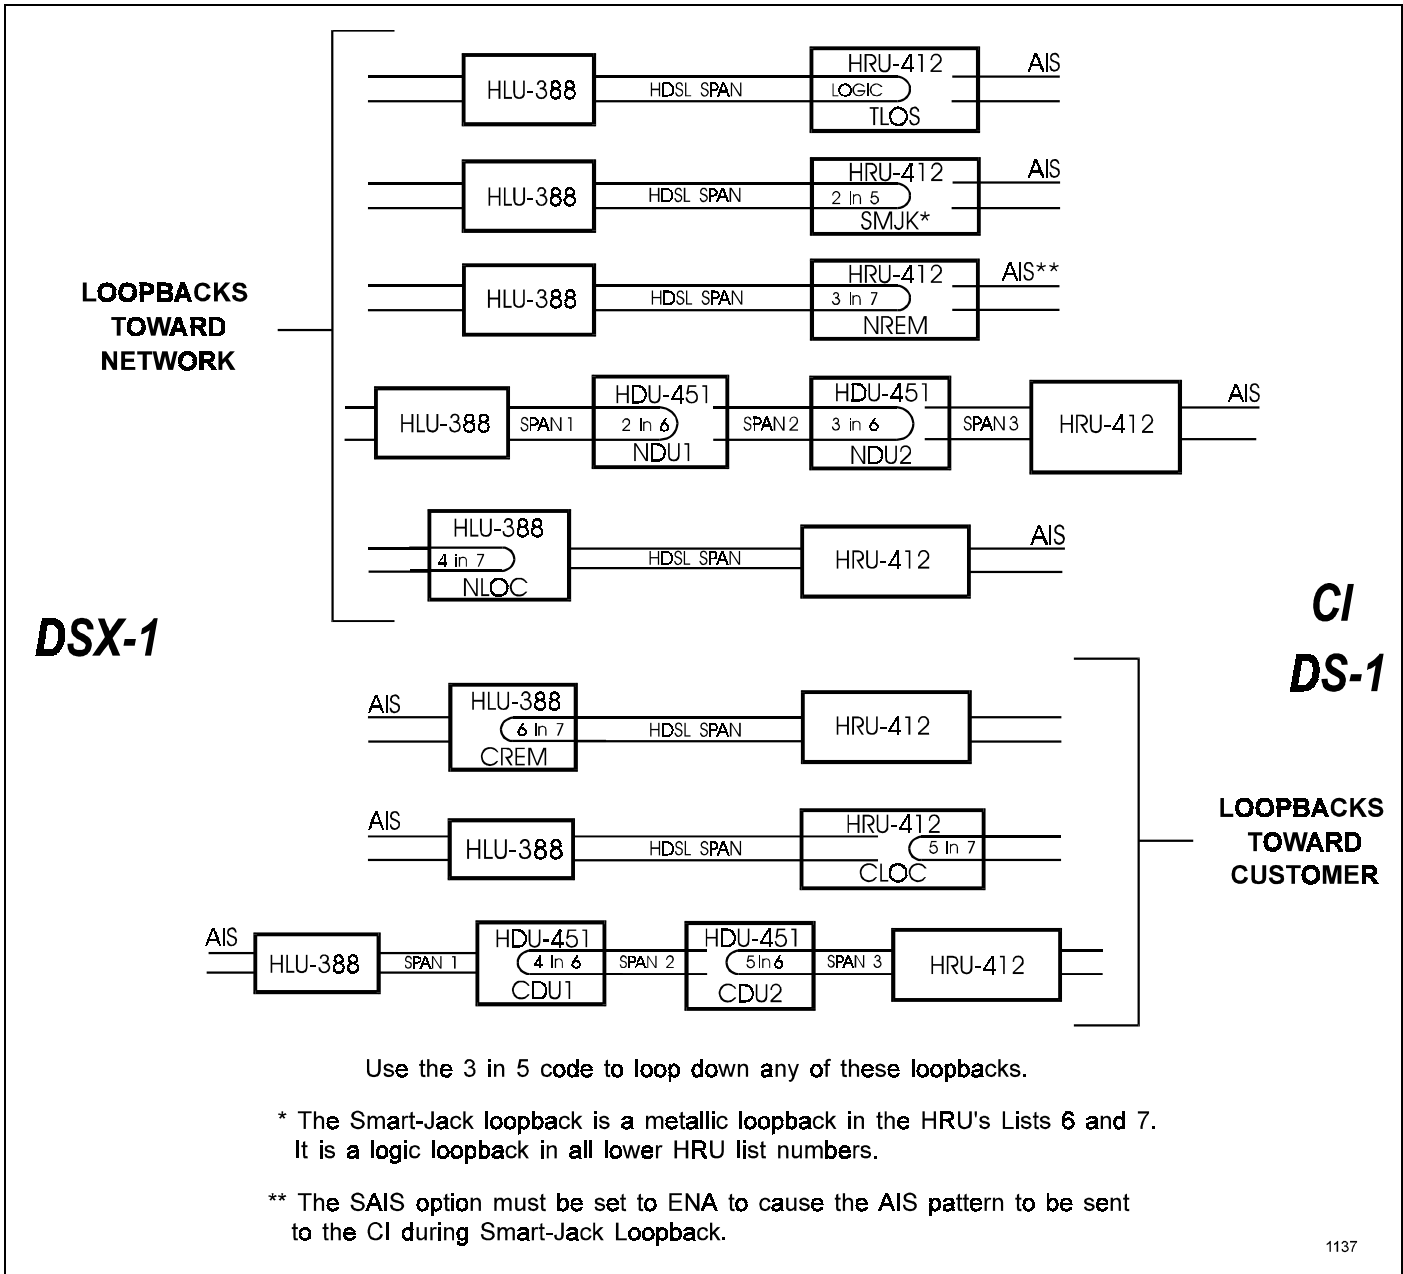 HRU-412
AIS
HLU-388
HDSL SPAN
LOGIC
TLOS
HRU-412
AIS
HLU-388
HDSL SPAN
2 In 5
SMJK*
HRU-412
AIS**
HLU-388
HDSL SPAN
3 In 7
NREM
LOOPBACKS
TOWARD
NETWORK
HDU-451
HDU-451
AIS
HLU-388
SPAN 1
2 In 6
SPAN 2
3 in 6
SPAN 3
HRU-412
NDU1
NDU2
HLU-388
AIS
4 in 7
HDSL SPAN
HRU-412
NLOC
DSX-1
CI
DS-1
AIS
HLU-388
6 In 7
HDSL SPAN
HRU-412
CREM
AIS
HRU-412
HLU-388
HDSL SPAN
5 In 7
CLOC
LOOPBACKS
TOWARD
CUSTOMER
AIS
HDU-451
HDU-451
HLU-388
SPAN 1
4 In 6
SPAN 2
5 In 6
SPAN 3
HRU-412
CDU1
CDU2
Use the 3 in 5 code to loop down any of these loopbacks.
* The Smart-Jack loopback is a metallic loopback in the HRU's Lists 6 and 7.
It is a logic loopback in all lower HRU list numbers.
** The SAIS option must be set to ENA to cause the AIS pattern to be sent
to the CI during Smart-Jack Loopback.
1137